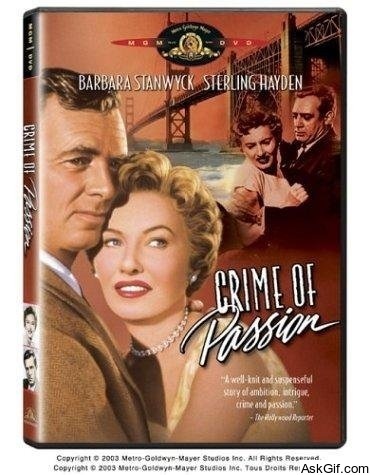 MGM DVD
MGM DVD
BARBARA STANWYCK STERLING HAYDEN
CRIME OF
Passion
CRIME OF Passion
"A well-knit and suspenseful
story of ambition, intrigue,
crime and passion."
–The Hollywood Reporter
Copyright © 2003 Metro-Goldwyn-Mayer Studios Inc. All Rights Reserved.
Copyright © 2003 Metro-Goldwyn-Mayer Studios Inc. Tous Droits
AskGif.com